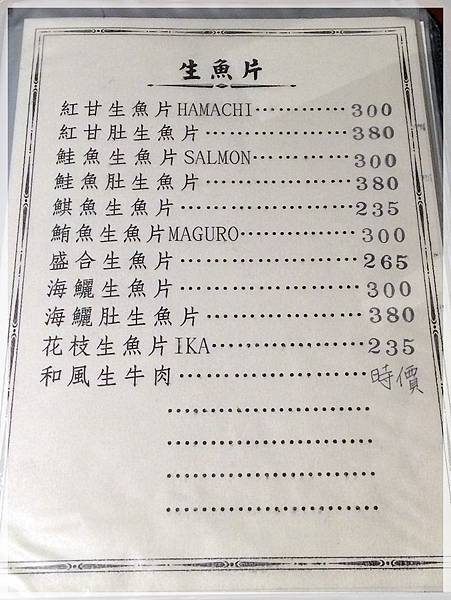 生魚片
紅甘生魚片HAMACHI…………300
紅甘肚生魚片………………380
鮭魚生魚片SALMON……………300
鮭魚肚生魚片…………………380
鯕魚生魚片……………………235
鮪魚生魚片MAGURO……………300
盛合生魚片……………………265
海鱺生魚片……………………300
海鱺肚生魚片…………………380
花枝生魚片IKA…………………235
和風生牛肉……………………時價